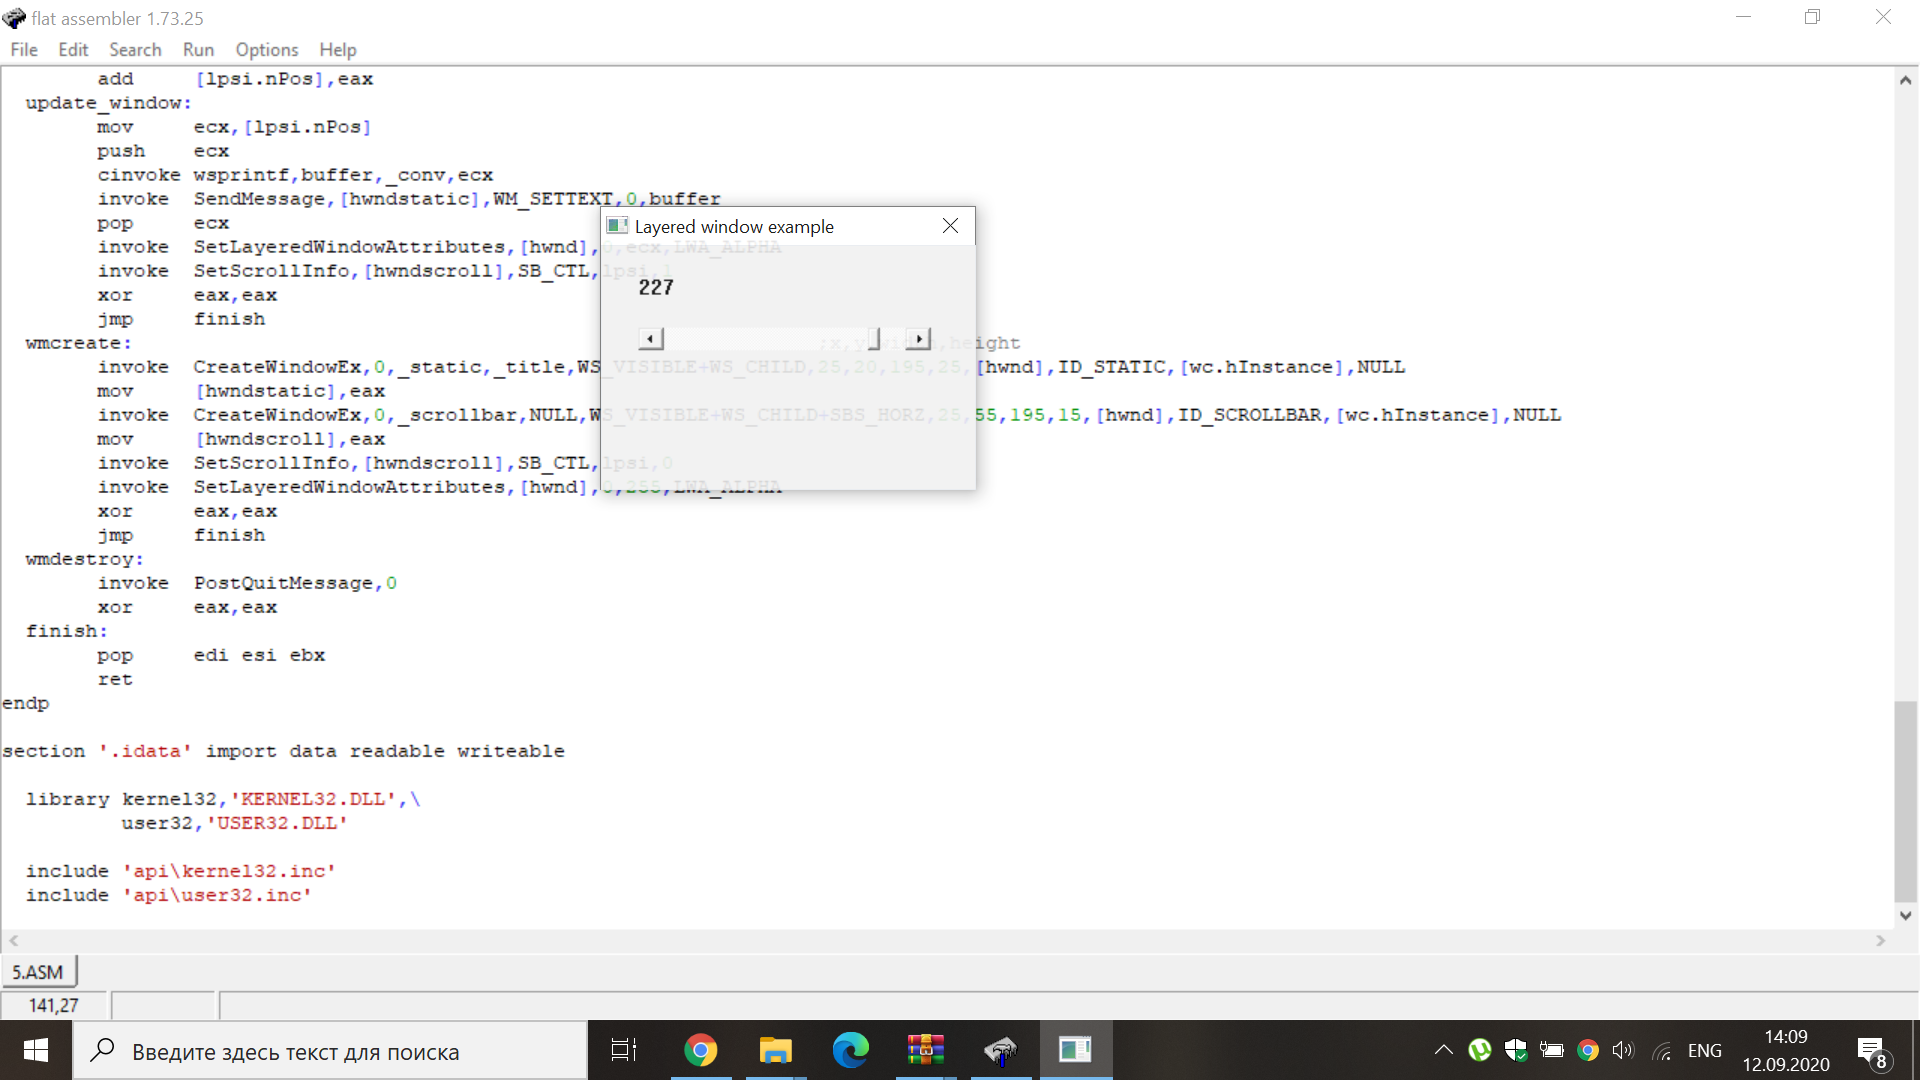 flat assembler 1.73.25
File Edit Search Run Options Help
add [lpsi.nPos],eax
update_window:
mov ecx,[lpsi.nPos]
push ecx
cinvoke wsprintf,buffer,_conv,ecx
invoke SendMessage,[hwndstatic],WM_SETTEXT,0,buffer
pop ecx
invoke SetLayeredWindowAttributes,[hwnd],0,ecx,LWA_ALPHA
invoke SetScrollInfo,[hwndscroll],SB_CTL,lpsi,1
xor eax,eax
jmp finish
wmcreate: ;x,y,width,height
invoke CreateWindowEx,0,_static,_title,WS_VISIBLE+WS_CHILD,25,20,195,25,[hwnd],ID_STATIC,[wc.hInstance],NULL
mov [hwndstatic],eax
invoke CreateWindowEx,0,_scrollbar,NULL,WS_VISIBLE+WS_CHILD+SBS_HORZ,25,55,195,15,[hwnd],ID_SCROLLBAR,[wc.hInstance],NULL
mov [hwndscroll],eax
invoke SetScrollInfo,[hwndscroll],SB_CTL,lpsi,0
invoke SetLayeredWindowAttributes,[hwnd],0,255,LWA_ALPHA
xor eax,eax
jmp finish
wmdestroy:
invoke PostQuitMessage,0
xor eax,eax
finish:
pop edi esi ebx
ret
endp
section '.idata' import data readable writeable
library kernel32,'KERNEL32.DLL',\
user32,'USER32.DLL'
include 'api\kernel32.inc'
include 'api\user32.inc'
Layered window example
227
5.ASM
141,27
Введите здесь текст для поиска
ENG
14:09
12.09.2020
8